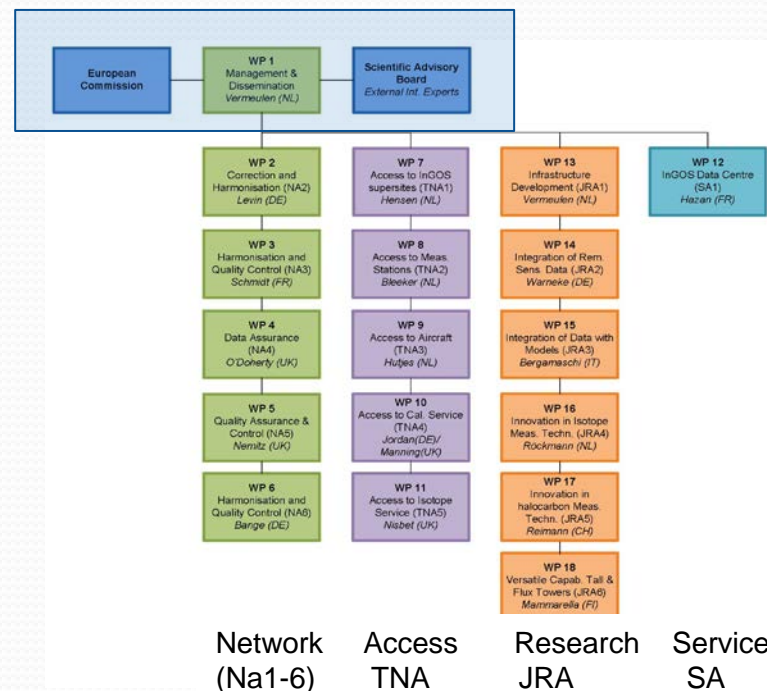 European
Commission
WP 1
Management &
Dissemination
Vermeulen (NL)
Scientific Advisory
Board
External Int. Experts
WP 2
Correction and
Harmonisation (NA2)
Levin (DE)
WP 3
Harmonisation and
Quality Control (NA3)
Schmidt (FR)
WP 4
Data Assurance
(NA4)
O'Doherty (UK)
WP 5
Quality Assurance &
Control (NA5)
Nemitz (UK)
WP 6
Harmonisation and
Quality Control (NA6)
Bange (DE)
WP 7
Access to InGOS
supersites (TNA1)
Hensen (NL)
WP 8
Access to Meas.
Stations (TNA2)
Bleeker (NL)
WP 9
Access to Aircraft
(TNA3)
Hutjes (NL)
WP 10
Access to Cal. Service
(TNA4)
Jordan(DE)/
Manning(UK)
WP 11
Access to Isotope
Service (TNA5)
Nisbet (UK)
WP 13
Infrastructure
Development (JRA1)
Vermeulen (NL)
WP 14
Integration of Rem.
Sens. Data (JRA2)
Warneke (DE)
WP 15
Integration of Data with
Models (JRA3)
Bergamaschi (IT)
WP 16
Innovation in Isotope
Meas. Techn. (JRA4)
Röckmann (NL)
WP 17
Innovation in
halocarbon Meas.
Techn. (JRA5)
Reimann (CH)
WP 18
Versatile Capab. Tall &
Flux Towers (JRA6)
Mammarella (FI)
WP 12
InGOS Data Centre
(SA1)
Hazan (FR)
Network Access Research Service
(Na1-6) TNA JRA SA